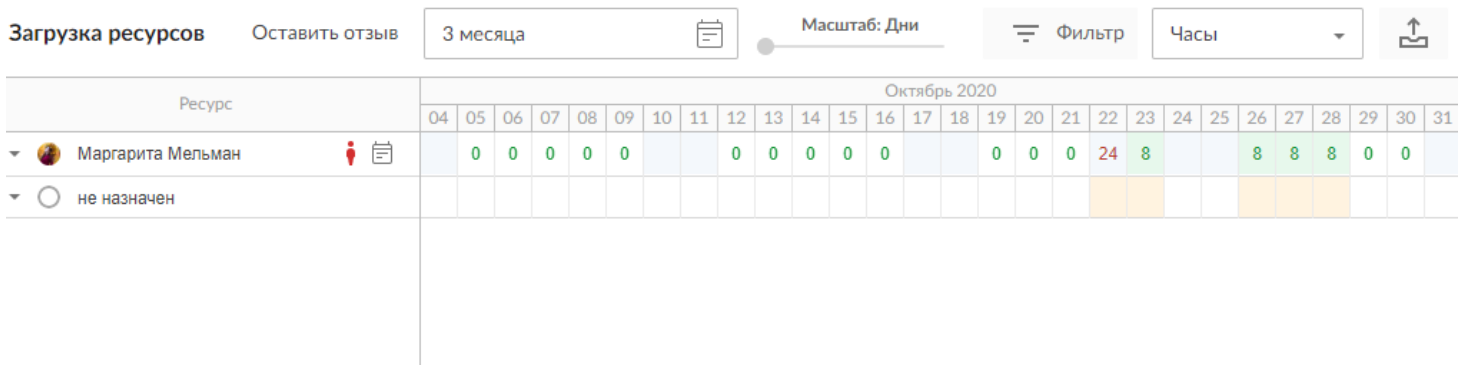 Загрузка ресурсов Оставить отзыв 3 месяца Масштаб: Дни Фильтр Часы
Ресурс Октябрь 2020
04 05 06 07 08 09 10 11 12 13 14 15 16 17 18 19 20 21 22 23 24 25 26 27 28 29 30 31
Маргарита Мельман 0 0 0 0 0 0 0 0 0 0 0 0 0 24 8 8 8 8 0 0
не назначен